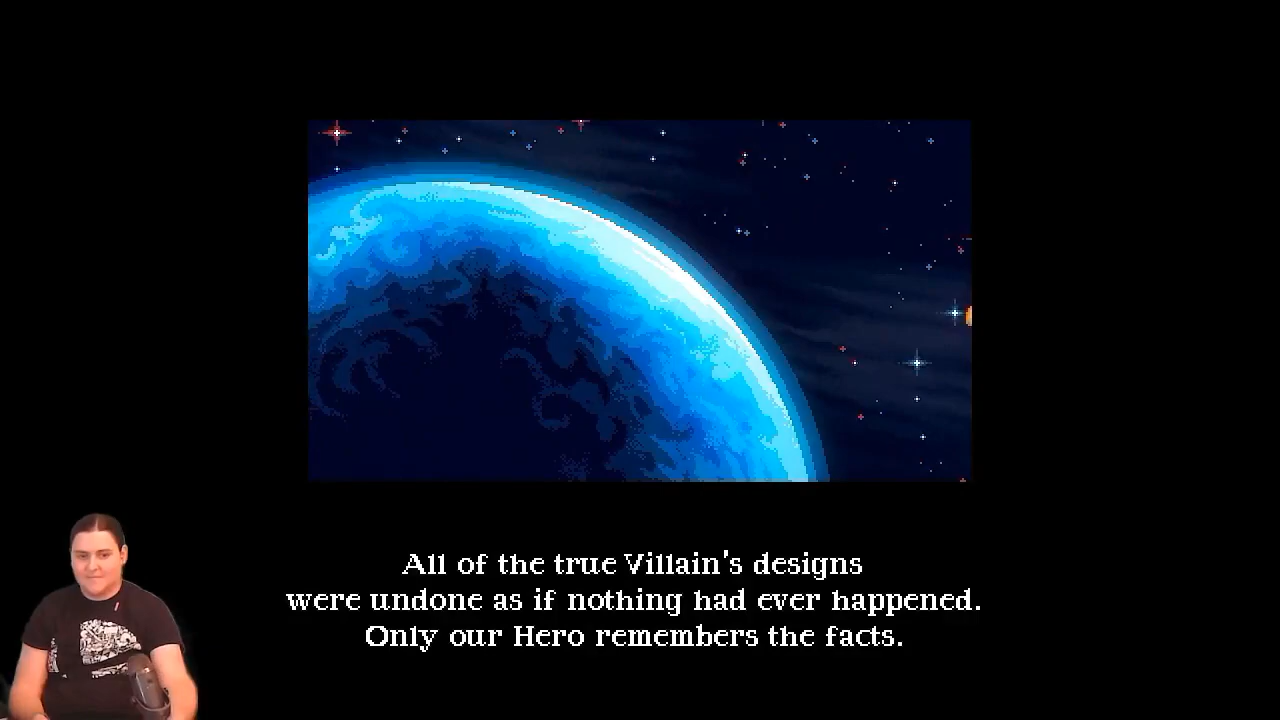 All of the true Villain's designs
were undone as if nothing had ever happened.
Only our Hero remembers the facts.